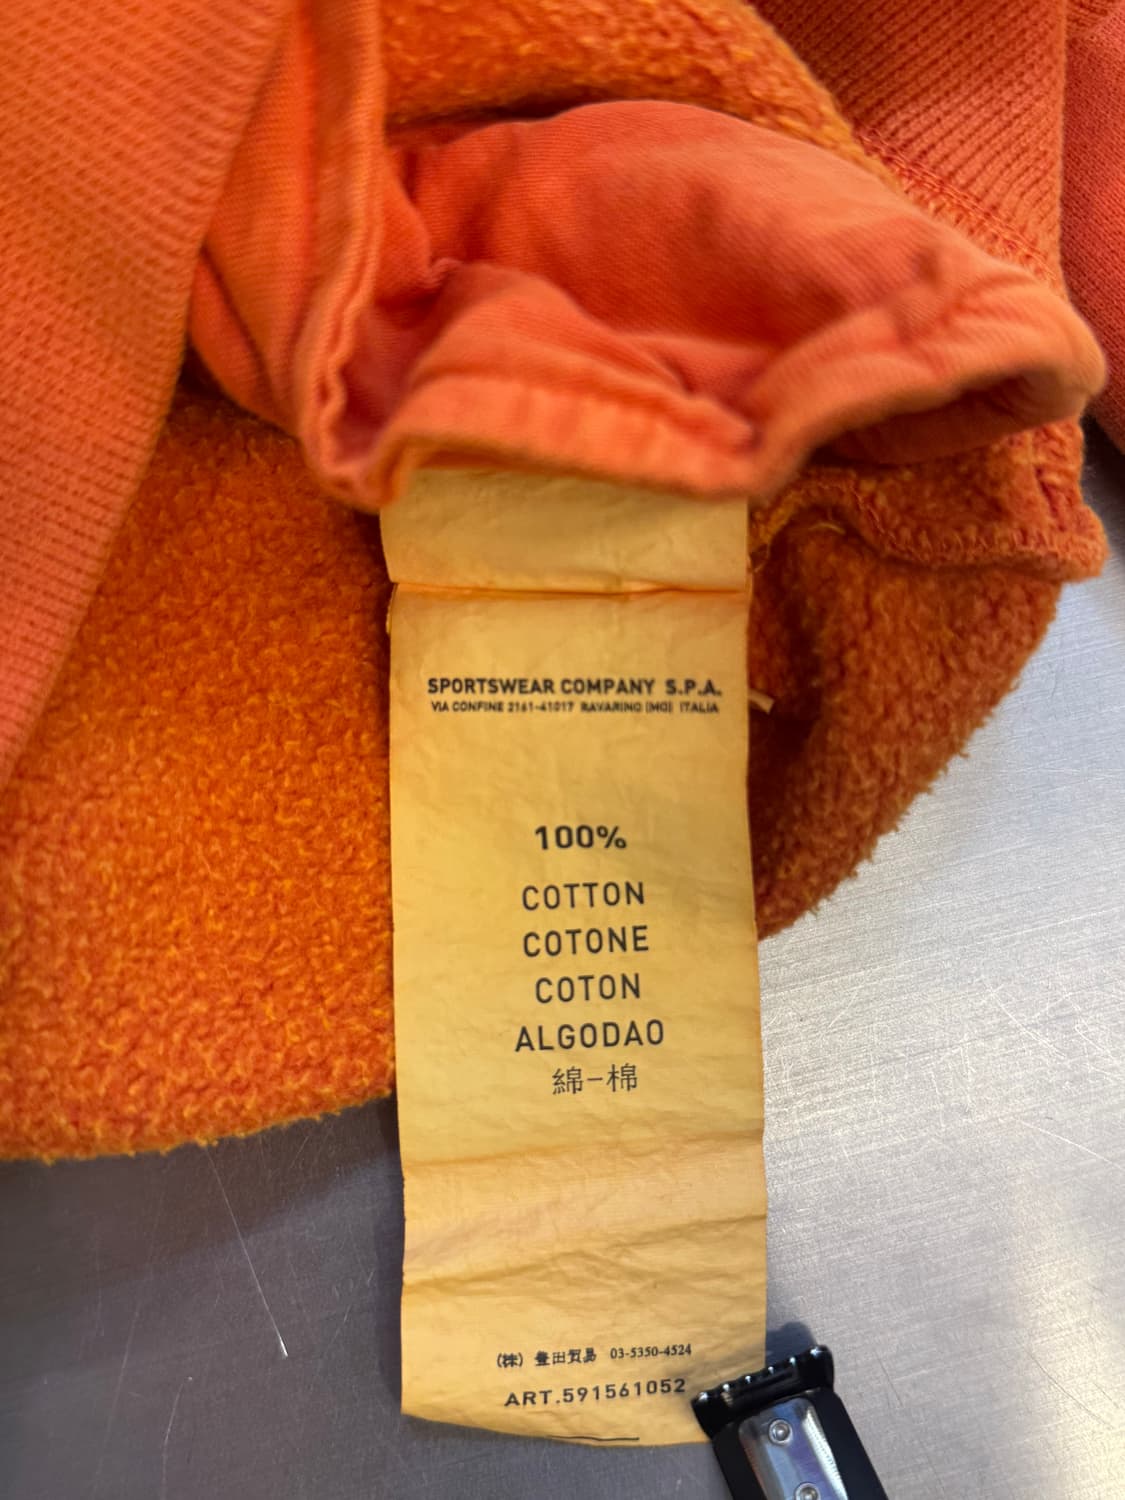 SPORTSWEAR COMPANY S.P.A.
VIA CONFINE 2161-41017 RAVARINO (MO) ITALIA
100%
COTTON
COTONE
COTON
ALGODAO
綿-棉
(株) 豊田貿易 03-5350-4524
ART.591561052